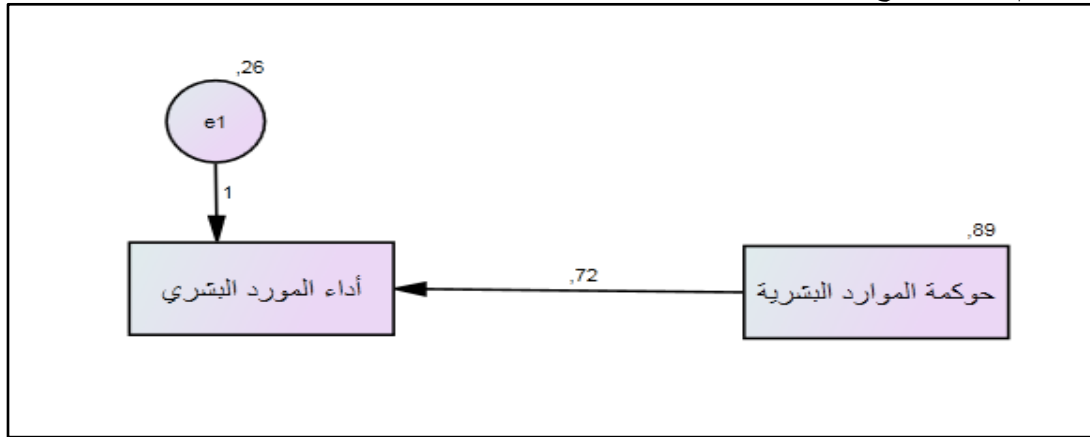 ,26
e1
1
,89
,72
أداء المورد البشري
حوكمة الموارد البشرية